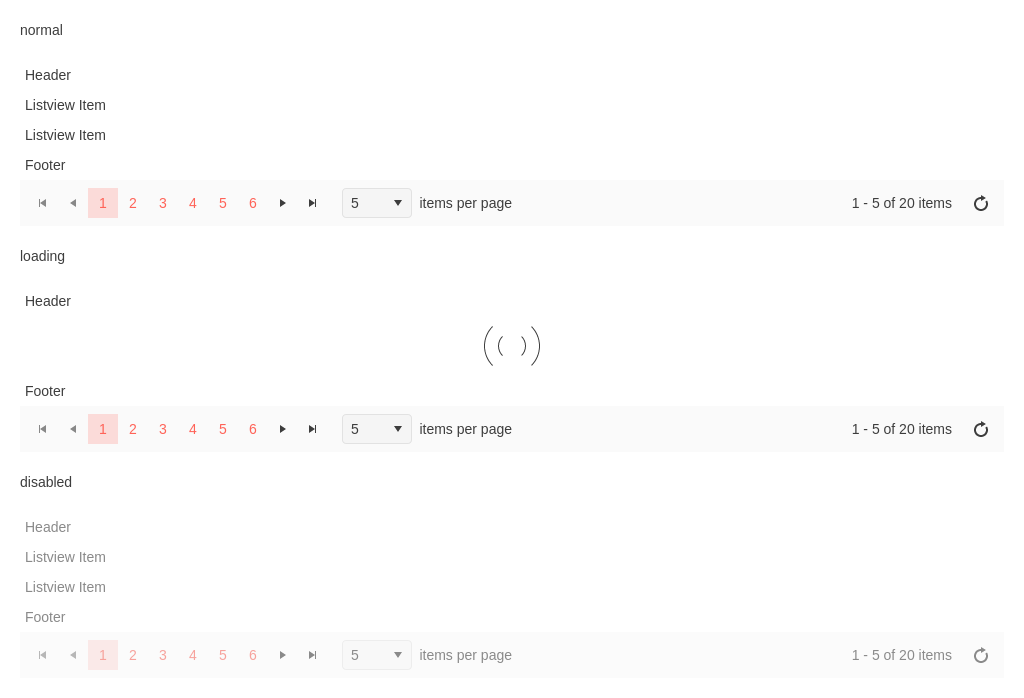 normal
Header
Listview Item
Listview Item
Footer
1 2 3 4 5 6 5 items per page 1 - 5 of 20 items
loading
Header
Footer
1 2 3 4 5 6 5 items per page 1 - 5 of 20 items
disabled
Header
Listview Item
Listview Item
Footer
1 2 3 4 5 6 5 items per page 1 - 5 of 20 items